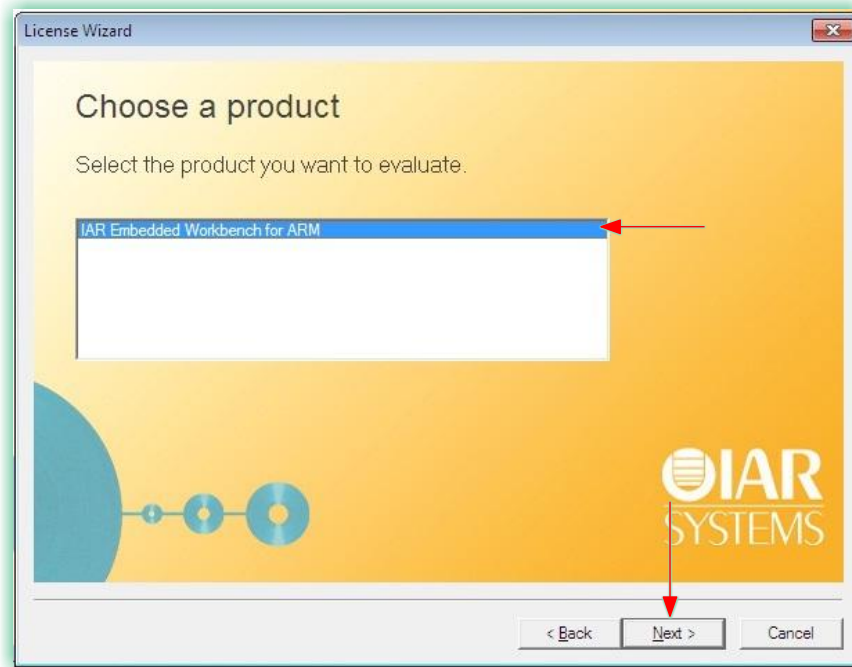 License Wizard
Choose a product
Select the product you want to evaluate.
IAR Embedded Workbench for ARM
IAR
SYSTEMS
< Back
Next >
Cancel